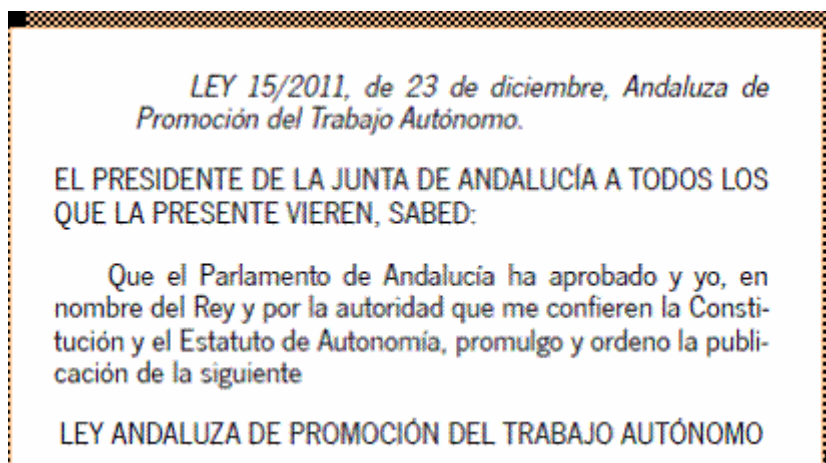 LEY 15/2011, de 23 de diciembre, Andaluza de
Promoción del Trabajo Autónomo.
EL PRESIDENTE DE LA JUNTA DE ANDALUCÍA A TODOS LOS
QUE LA PRESENTE VIEREN, SABED:
Que el Parlamento de Andalucía ha aprobado y yo, en
nombre del Rey y por la autoridad que me confieren la Consti-
tución y el Estatuto de Autonomía, promulgo y ordeno la publi-
cación de la siguiente
LEY ANDALUZA DE PROMOCIÓN DEL TRABAJO AUTÓNOMO